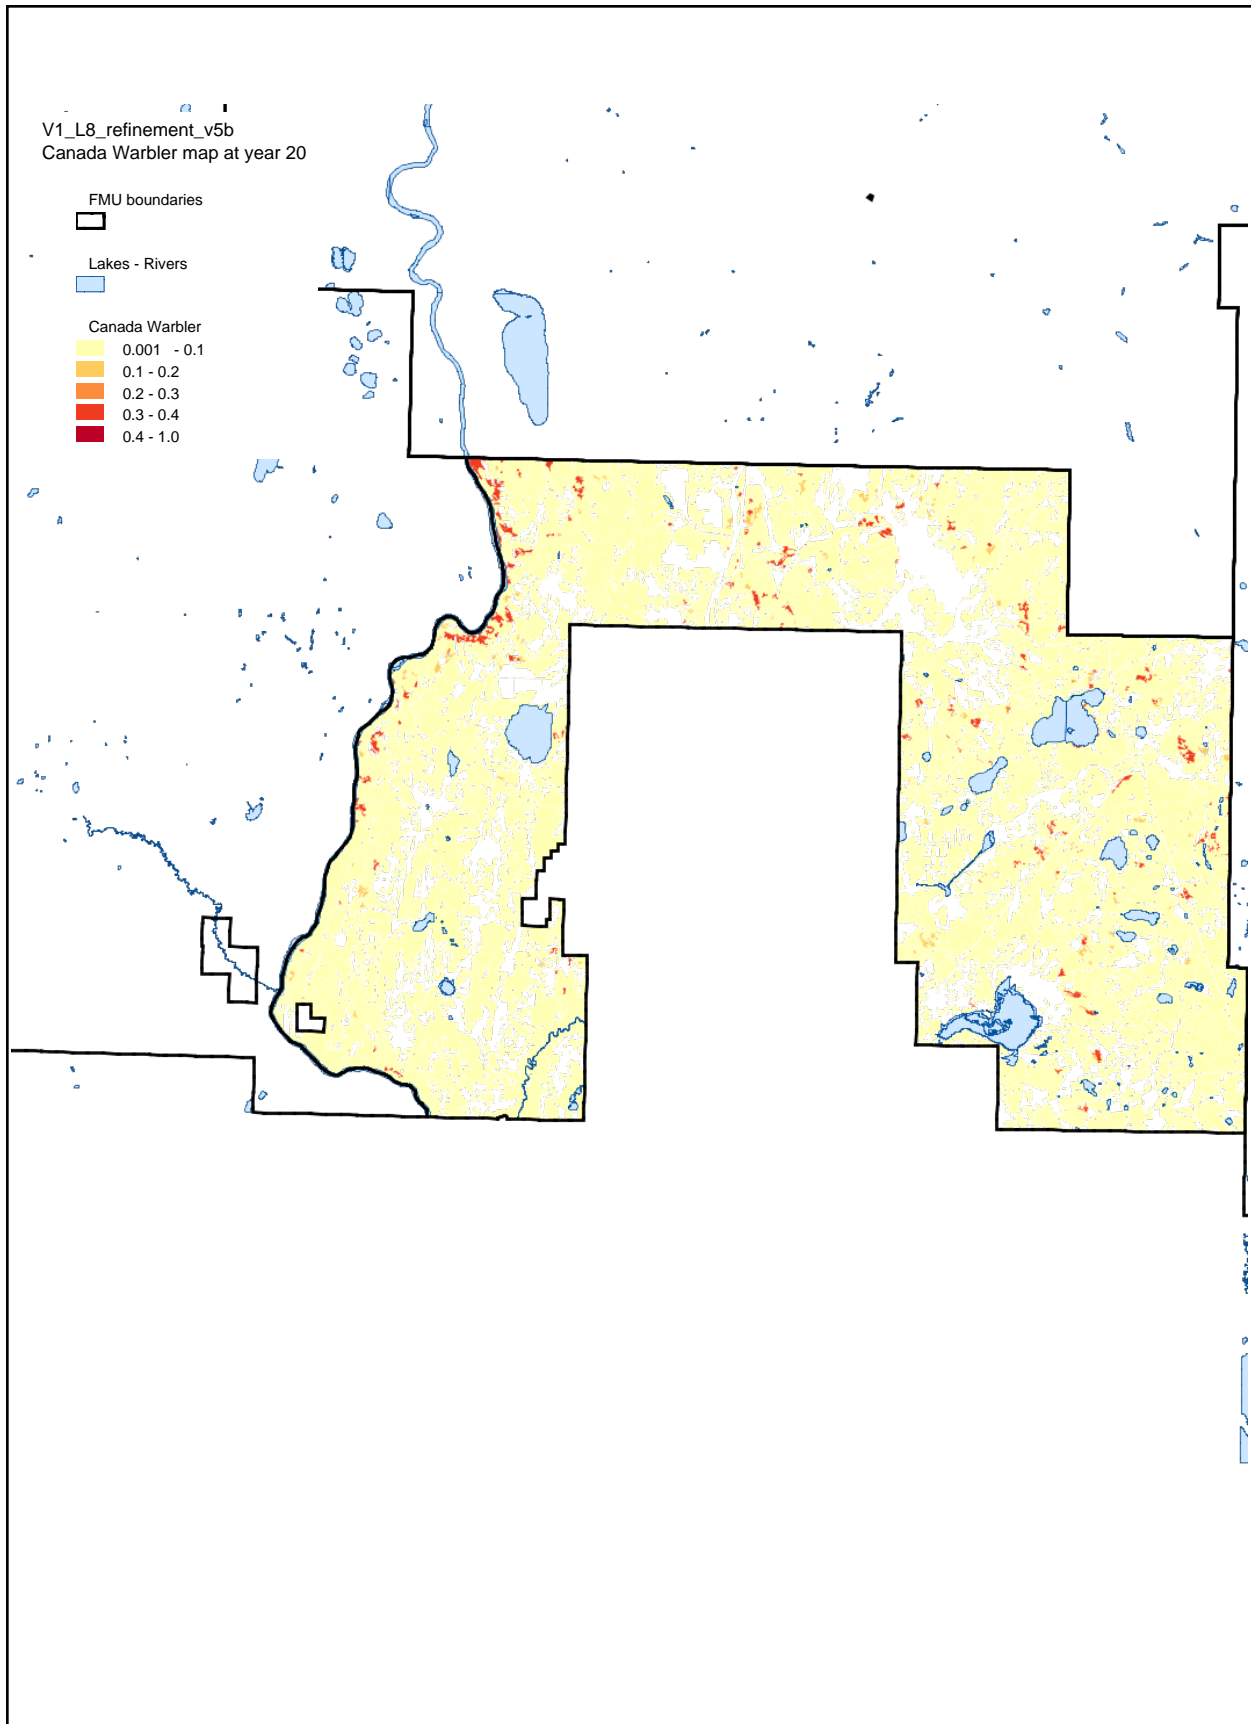 V1_L8_refinement_v5b
Canada Warbler map at year 20
FMU boundaries
Lakes - Rivers
Canada Warbler
0.001 - 0.1
0.1 - 0.2
0.2 - 0.3
0.3 - 0.4
0.4 - 1.0